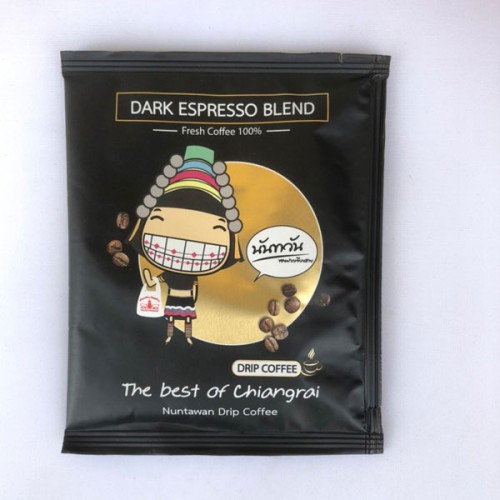 DARK ESPRESSO BLEND
Fresh Coffee 100%
นันทวัน
DRIP COFFEE
The best of Chiangrai
Nuntawan Drip Coffee